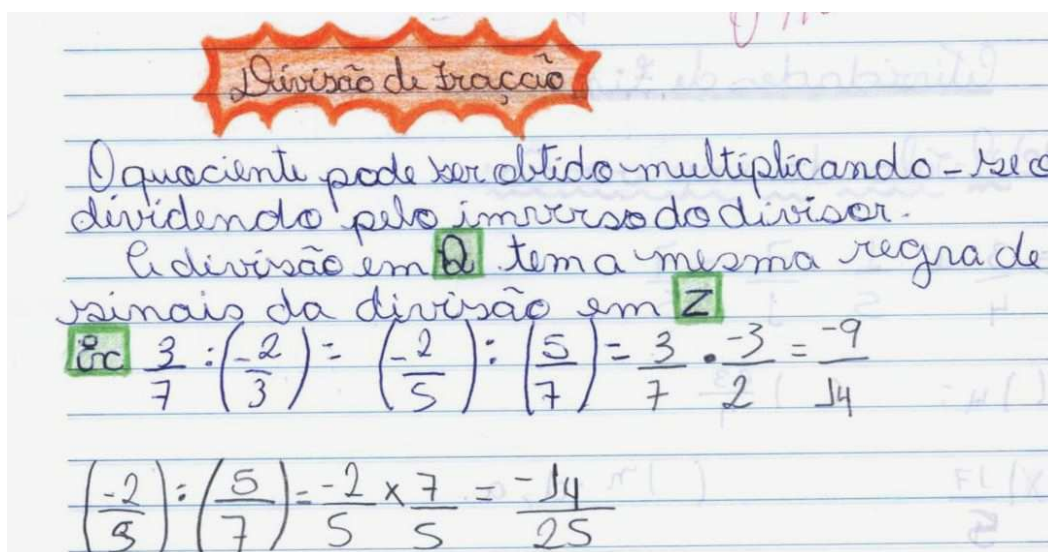 Divisão de Fracção
O quociente pode ser obtido multiplicando-se o
dividendo pelo inverso do divisor.
A divisão em Q tem a mesma regra de
sinais da divisão em Z
Ex 3/7 : (-2/3) = (-2/5) : (5/7) = 3/7 . -3/2 = -9/14
(-2/9) : (5/7) = -2/5 x 7/5 = -14/25